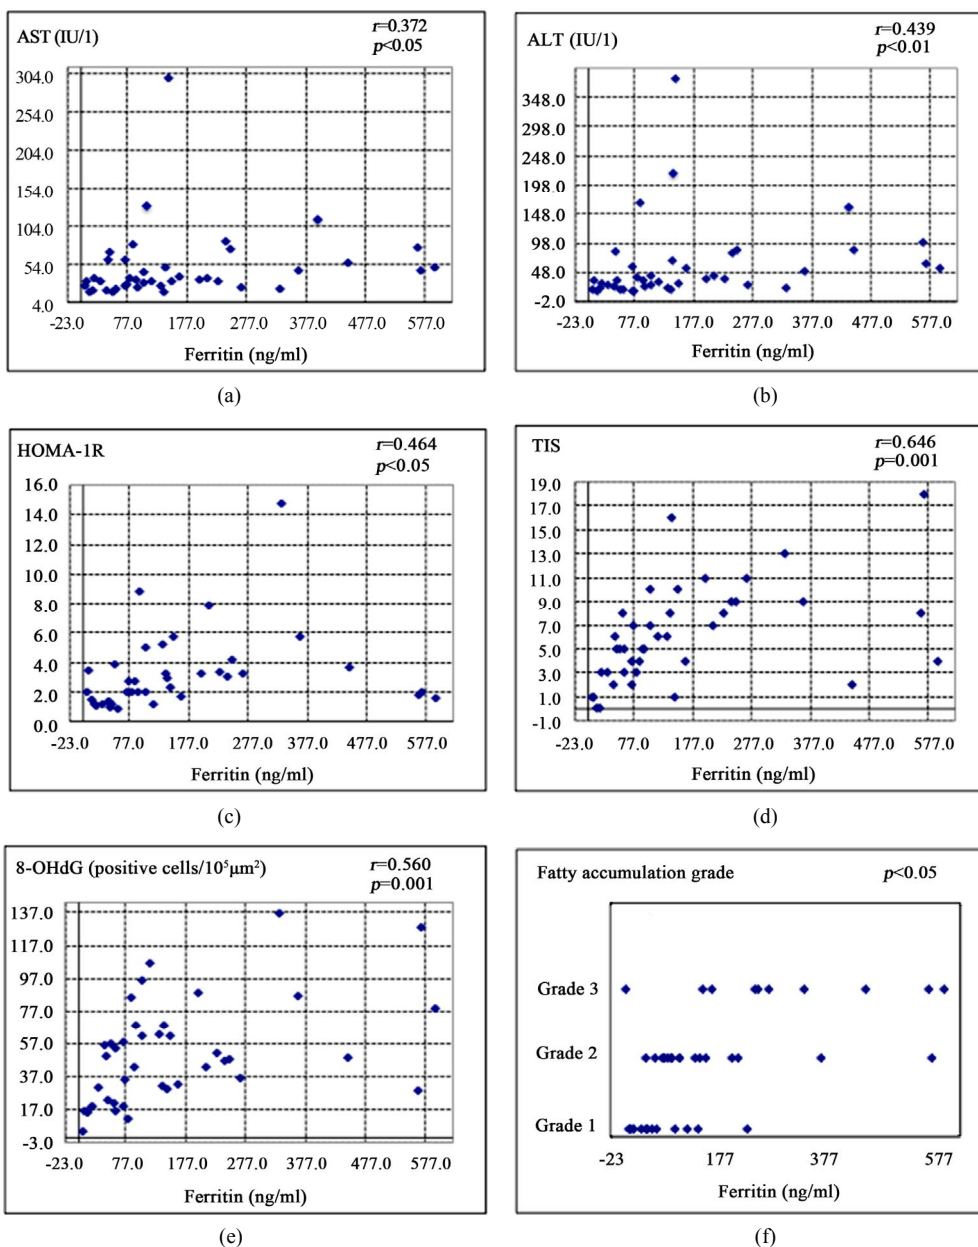 AST (IU/1)
r=0.372
p<0.05
304.0
254.0
204.0
154.0
104.0
54.0
4.0
-23.0 77.0 177.0 277.0 377.0 477.0 577.0
Ferritin (ng/ml)
(a)
ALT (IU/1)
r=0.439
p<0.01
348.0
298.0
248.0
198.0
148.0
98.0
48.0
-2.0
-23.0 77.0 177.0 277.0 377.0 477.0 577.0
Ferritin (ng/ml)
(b)
HOMA-1R
r=0.464
p<0.05
16.0
14.0
12.0
10.0
8.0
6.0
4.0
2.0
0.0
-23.0 77.0 177.0 277.0 377.0 477.0 577.0
Ferritin (ng/ml)
(c)
TIS
r=0.646
p=0.001
19.0
17.0
15.0
13.0
11.0
9.0
7.0
5.0
3.0
1.0
-1.0
-23.0 77.0 177.0 277.0 377.0 477.0 577.0
Ferritin (ng/ml)
(d)
8-OHdG (positive cells/10⁵μm²)
r=0.560
p=0.001
137.0
117.0
97.0
77.0
57.0
37.0
17.0
-3.0
-23.0 77.0 177.0 277.0 377.0 477.0 577.0
Ferritin (ng/ml)
(e)
Fatty accumulation grade
p<0.05
Grade 3
Grade 2
Grade 1
-23 177 377 577
Ferritin (ng/ml)
(f)